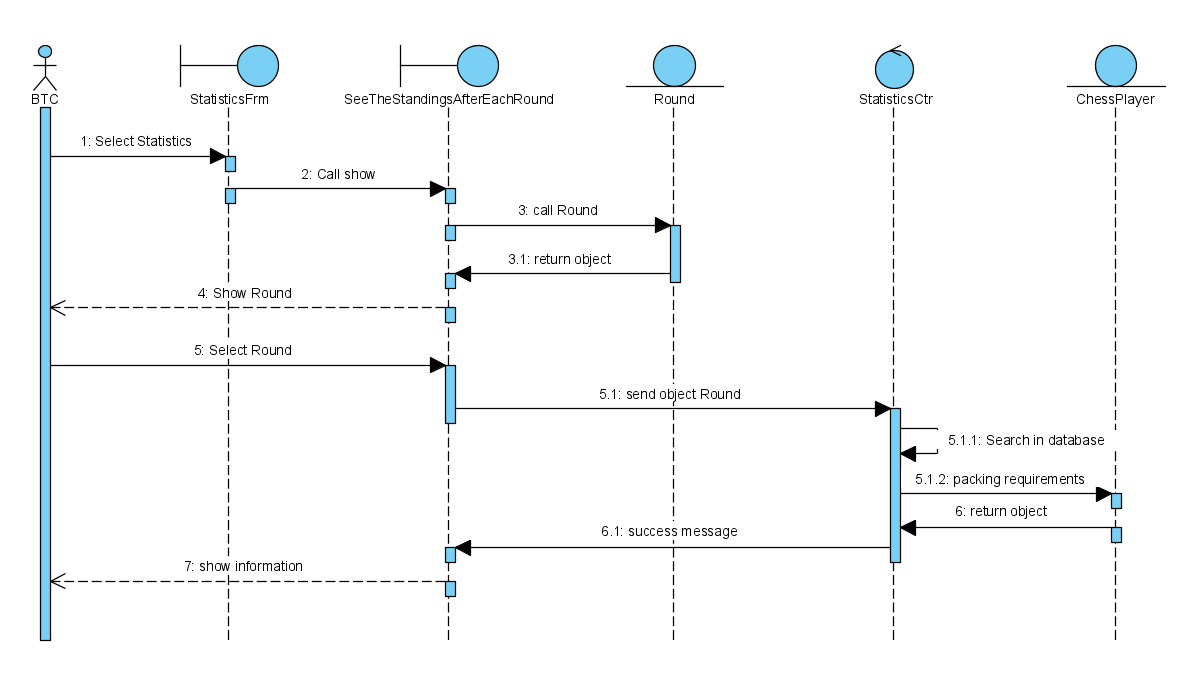 BTC
StatisticsFrm
SeeTheStandingsAfterEachRound
Round
StatisticsCtr
ChessPlayer
1: Select Statistics
2: Call show
3: call Round
3.1: return object
4: Show Round
5: Select Round
5.1: send object Round
5.1.1: Search in database
5.1.2: packing requirements
6: return object
6.1: success message
7: show information